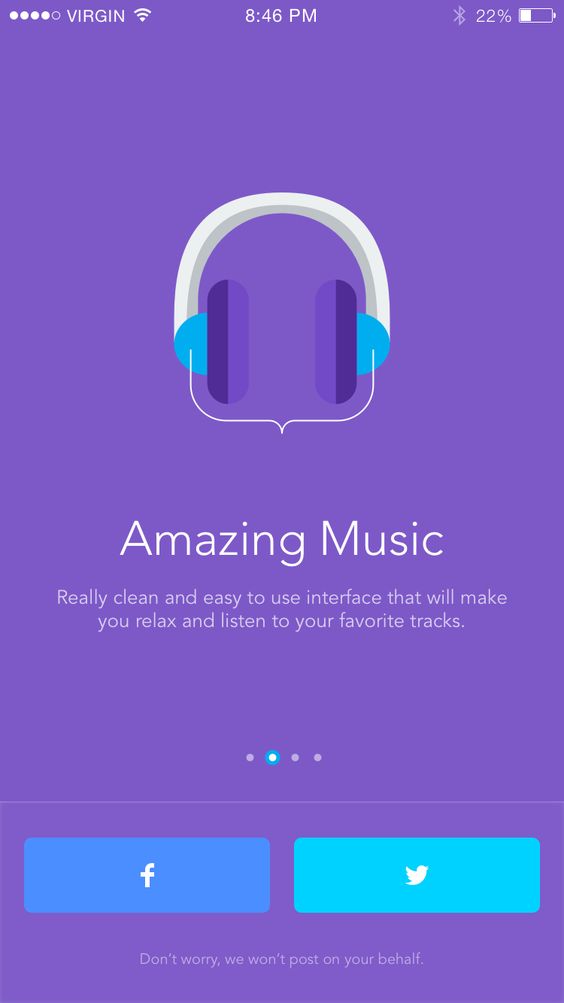 VIRGIN 8:46 PM 22%
Amazing Music
Really clean and easy to use interface that will make
you relax and listen to your favorite tracks.
Don't worry, we won't post on your behalf.